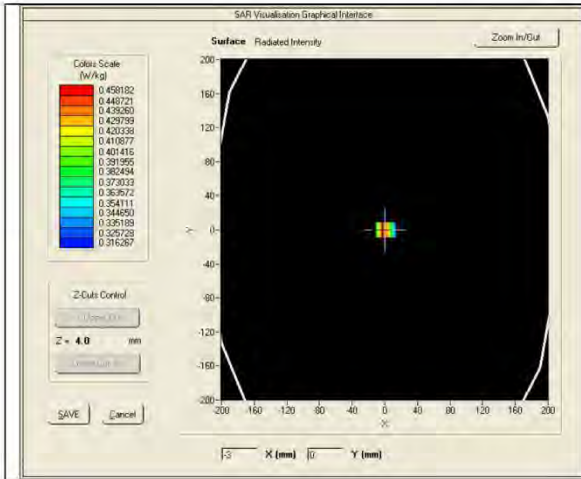 SAR Visualisation Graphical Interface
Surface Radiated Intensity
Zoom In/Out
Colors Scale
(W/kg)
0.458182
0.448721
0.439260
0.429799
0.420338
0.410877
0.401416
0.391955
0.382494
0.373033
0.363572
0.354111
0.344650
0.335189
0.325728
0.316267
200
160
120
80
40
0
-40
-80
-120
-160
-200
Y
-200 -160 -120 -80 -40 0 40 80 120 160 200
X
Z-Cuts Control
Z = 4.0 mm
SAVE Cancel
-3 X (mm) 0 Y (mm)